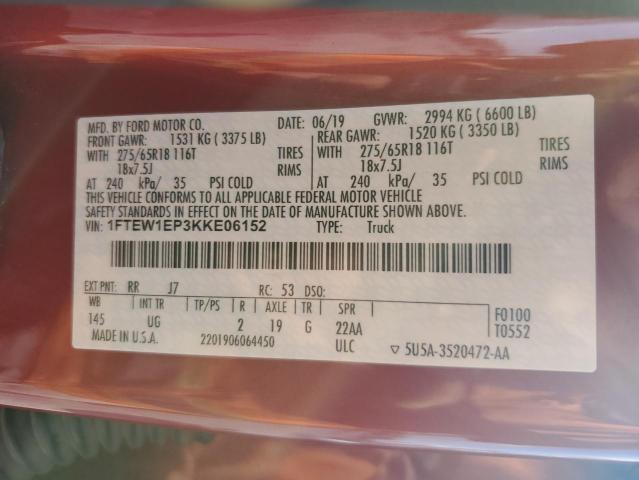 MFD. BY FORD MOTOR CO.
DATE: 06/19 GVWR: 2994 KG ( 6600 LB)
FRONT GAWR: 1531 KG ( 3375 LB)
REAR GAWR: 1520 KG ( 3350 LB)
WITH 275/65R18 116T TIRES
WITH 275/65R18 116T TIRES
18x7.5J RIMS
18x7.5J RIMS
AT 240 kPa/ 35 PSI COLD
AT 240 kPa/ 35 PSI COLD
THIS VEHICLE CONFORMS TO ALL APPLICABLE FEDERAL MOTOR VEHICLE
SAFETY STANDARDS IN EFFECT ON THE DATE OF MANUFACTURE SHOWN ABOVE.
VIN: 1FTEW1EP3KKE06152 TYPE: Truck
EXT PNT: RR J7 RC: 53 DSO:
WB INT TR TP/PS R AXLE TR SPR
145 UG 2 19 G 22AA
ULC
F0100
T0552
MADE IN U.S.A. 2201906064450
▽ 5U5A-3520472-AA